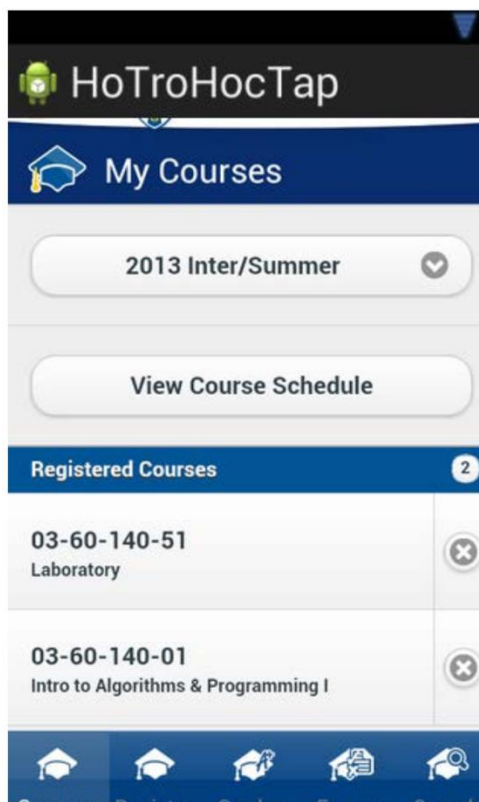 HoTroHocTap
My Courses
2013 Inter/Summer
View Course Schedule
Registered Courses
2
03-60-140-51
Laboratory
03-60-140-01
Intro to Algorithms & Programming I